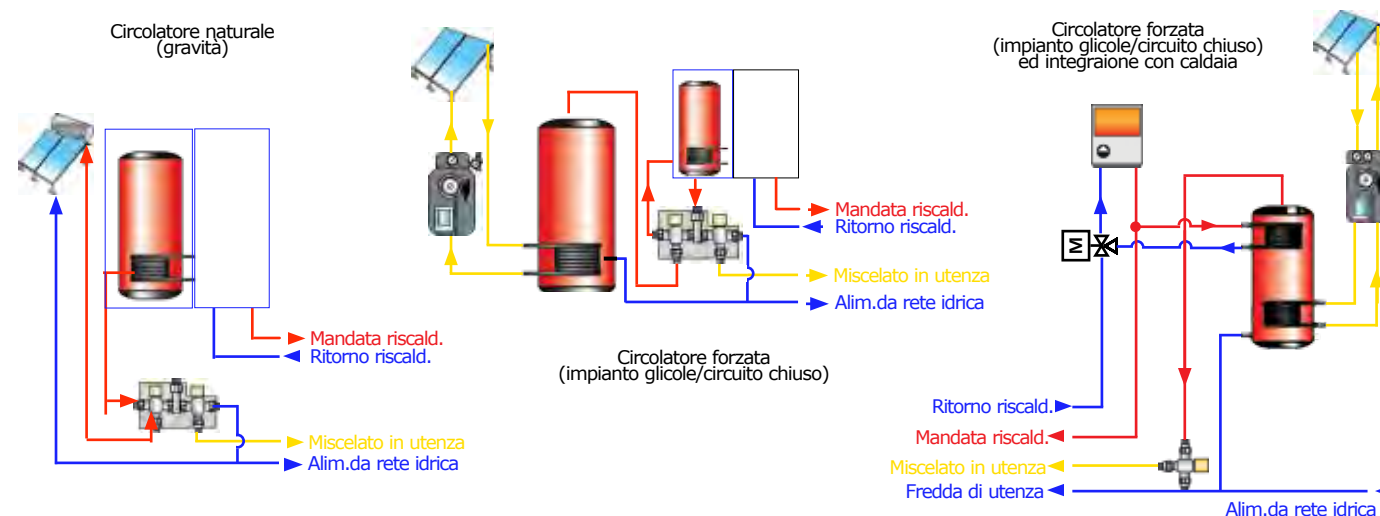 Circolatore naturale
(gravità)
Mandata riscald.
Ritorno riscald.
Miscelato in utenza
Alim.da rete idrica
Mandata riscald.
Ritorno riscald.
Miscelato in utenza
Alim.da rete idrica
Circolatore forzata
(impianto glicole/circuito chiuso)
Circolatore forzata
(impianto glicole/circuito chiuso)
ed integraione con caldaia
M
Ritorno riscald.
Mandata riscald.
Miscelato in utenza
Fredda di utenza
Alim.da rete idrica